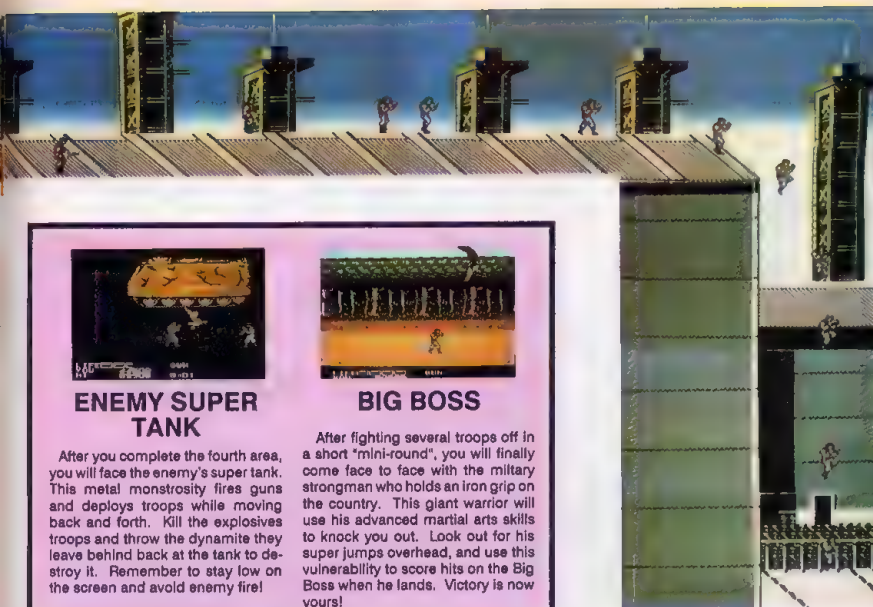 ENEMY SUPER
TANK
After you complete the fourth area,
you will face the enemy's super tank.
This metal monstrosity fires guns
and deploys troops while moving
back and forth. Kill the explosives
troops and throw the dynamite they
leave behind back at the tank to de-
stroy it. Remember to stay low on
the screen and avoid enemy fire!
BIG BOSS
After fighting several troops off in
a short "mini-round", you will finally
come face to face with the miltary
strongman who holds an iron grip on
the country. This giant warrior will
use his advanced martial arts skills
to knock you out. Look out for his
super jumps overhead, and use this
vulnerability to score hits on the Big
Boss when he lands. Victory is now
yours!